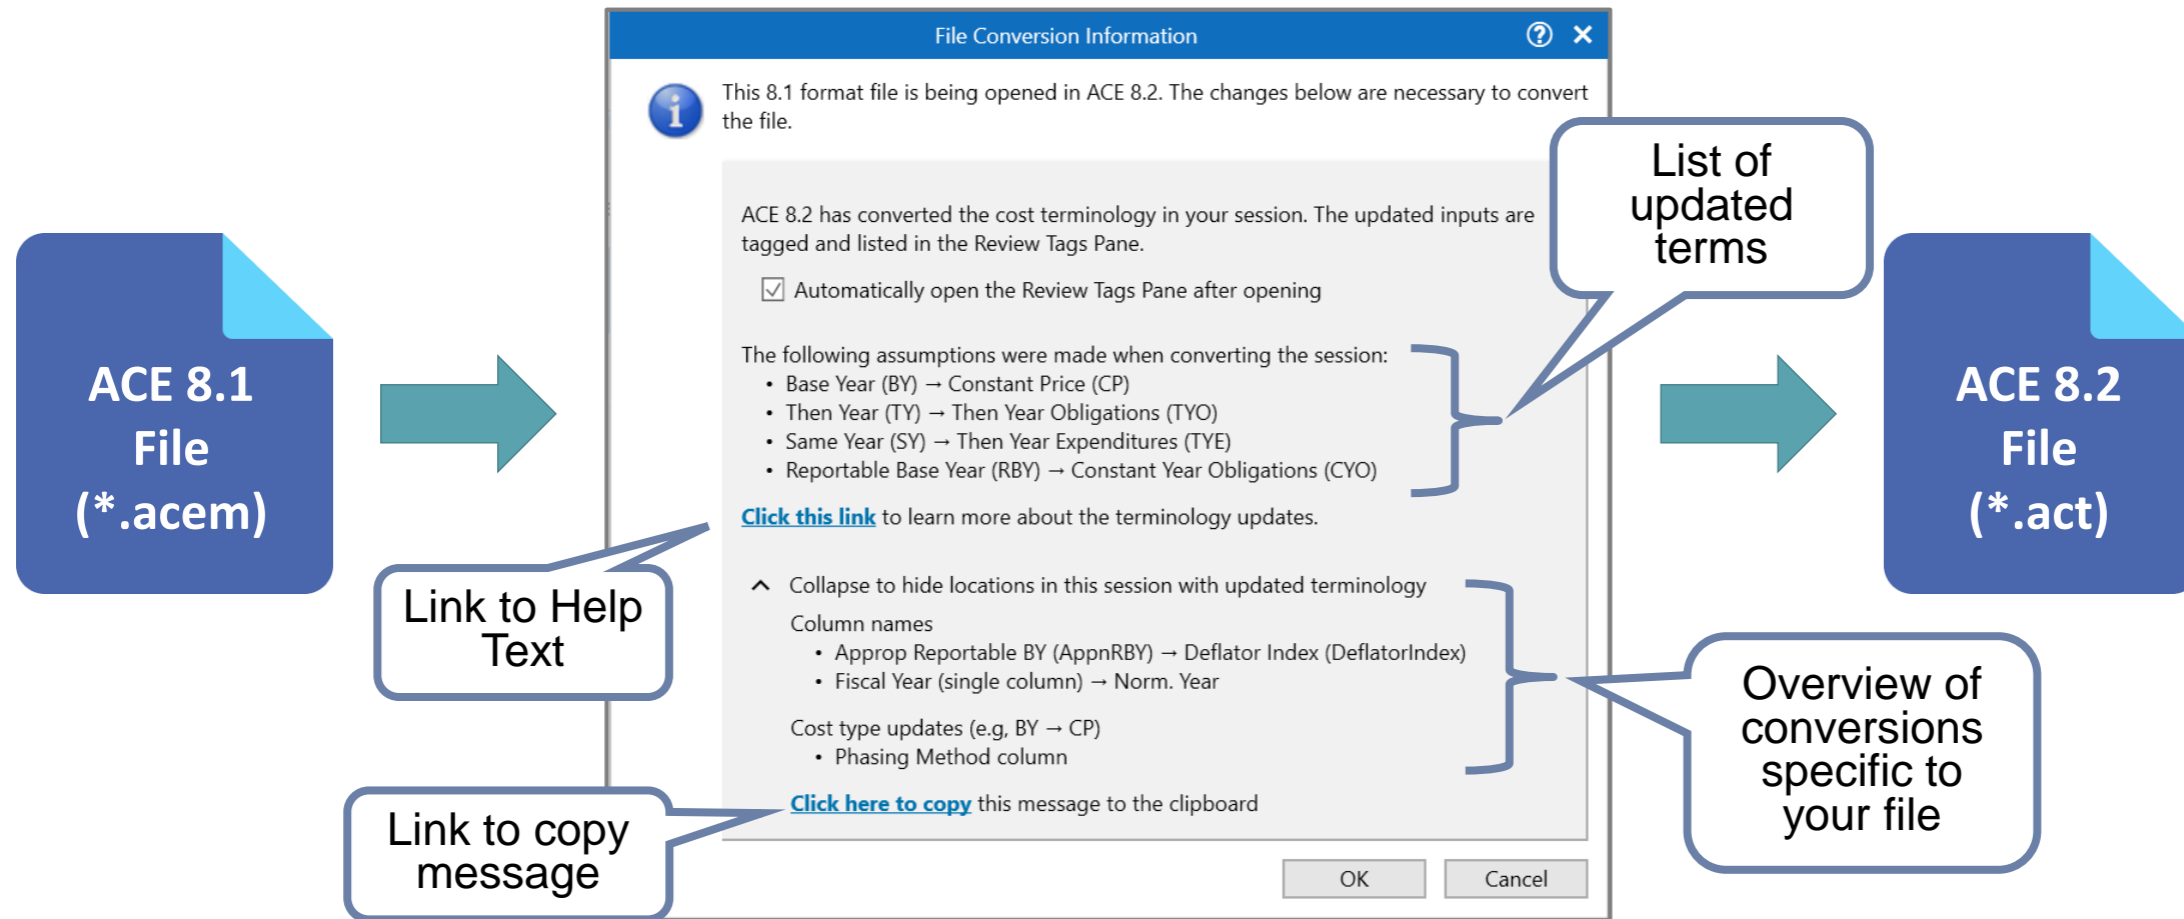 File Conversion Information
This 8.1 format file is being opened in ACE 8.2. The changes below are necessary to convert
the file.
List of
updated
terms
ACE 8.2 has converted the cost terminology in your session. The updated inputs are
tagged and listed in the Review Tags Pane.
Automatically open the Review Tags Pane after opening
ACE 8.1
File
(*.acem)
The following assumptions were made when converting the session:
• Base Year (BY) → Constant Price (CP)
• Then Year (TY) → Then Year Obligations (TYO)
• Same Year (SY) → Then Year Expenditures (TYE)
• Reportable Base Year (RBY) → Constant Year Obligations (CYO)
ACE 8.2
File
(*.act)
Click this link to learn more about the terminology updates.
Link to Help
Text
Collapse to hide locations in this session with updated terminology
Column names
• Approp Reportable BY (AppnRBY) → Deflator Index (DeflatorIndex)
• Fiscal Year (single column) → Norm. Year
Cost type updates (e.g, BY → CP)
• Phasing Method column
Overview of
conversions
specific to
your file
Click here to copy this message to the clipboard
Link to copy
message
OK
Cancel